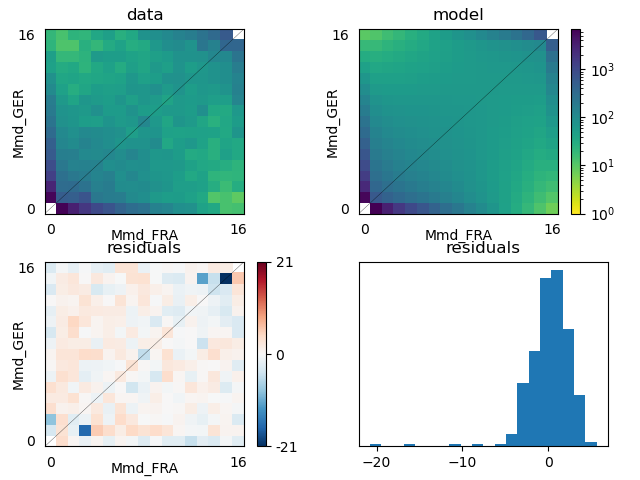 data
model
16
Mmd_GER
0
0
Mmd_FRA
16
16
Mmd_GER
0
0
Mmd_FRA
16
10³
10²
10¹
10⁰
residuals
residuals
16
Mmd_GER
0
0
Mmd_FRA
16
21
0
-21
−20
−10
0